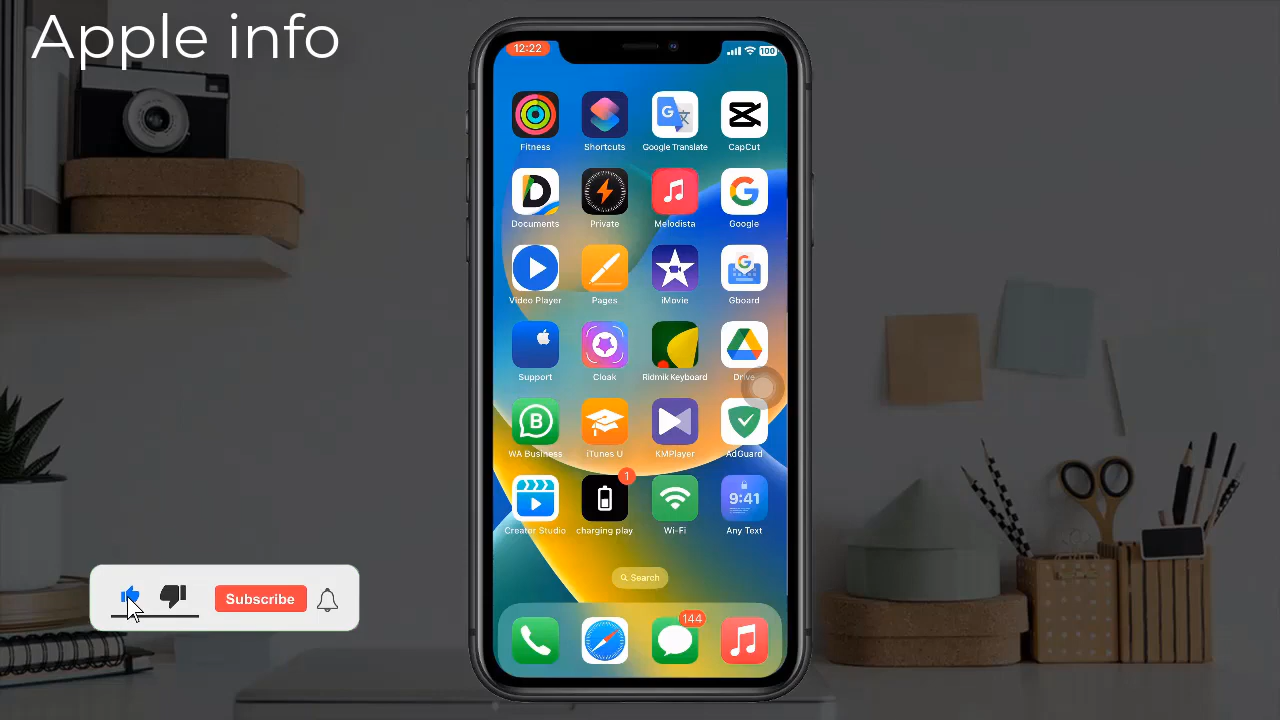 Apple info
12:22
100
Fitness
Shortcuts
Google Translate
CapCut
Documents
Private
Melodista
Google
Video Player
Pages
iMovie
Gboard
Support
Cloak
Ridmik Keyboard
Drive
WA Business
iTunes U
KMPlayer
AdGuard
1
9:41
Creator Studio
charging play
Wi-Fi
Any Text
Search
144
Subscribe